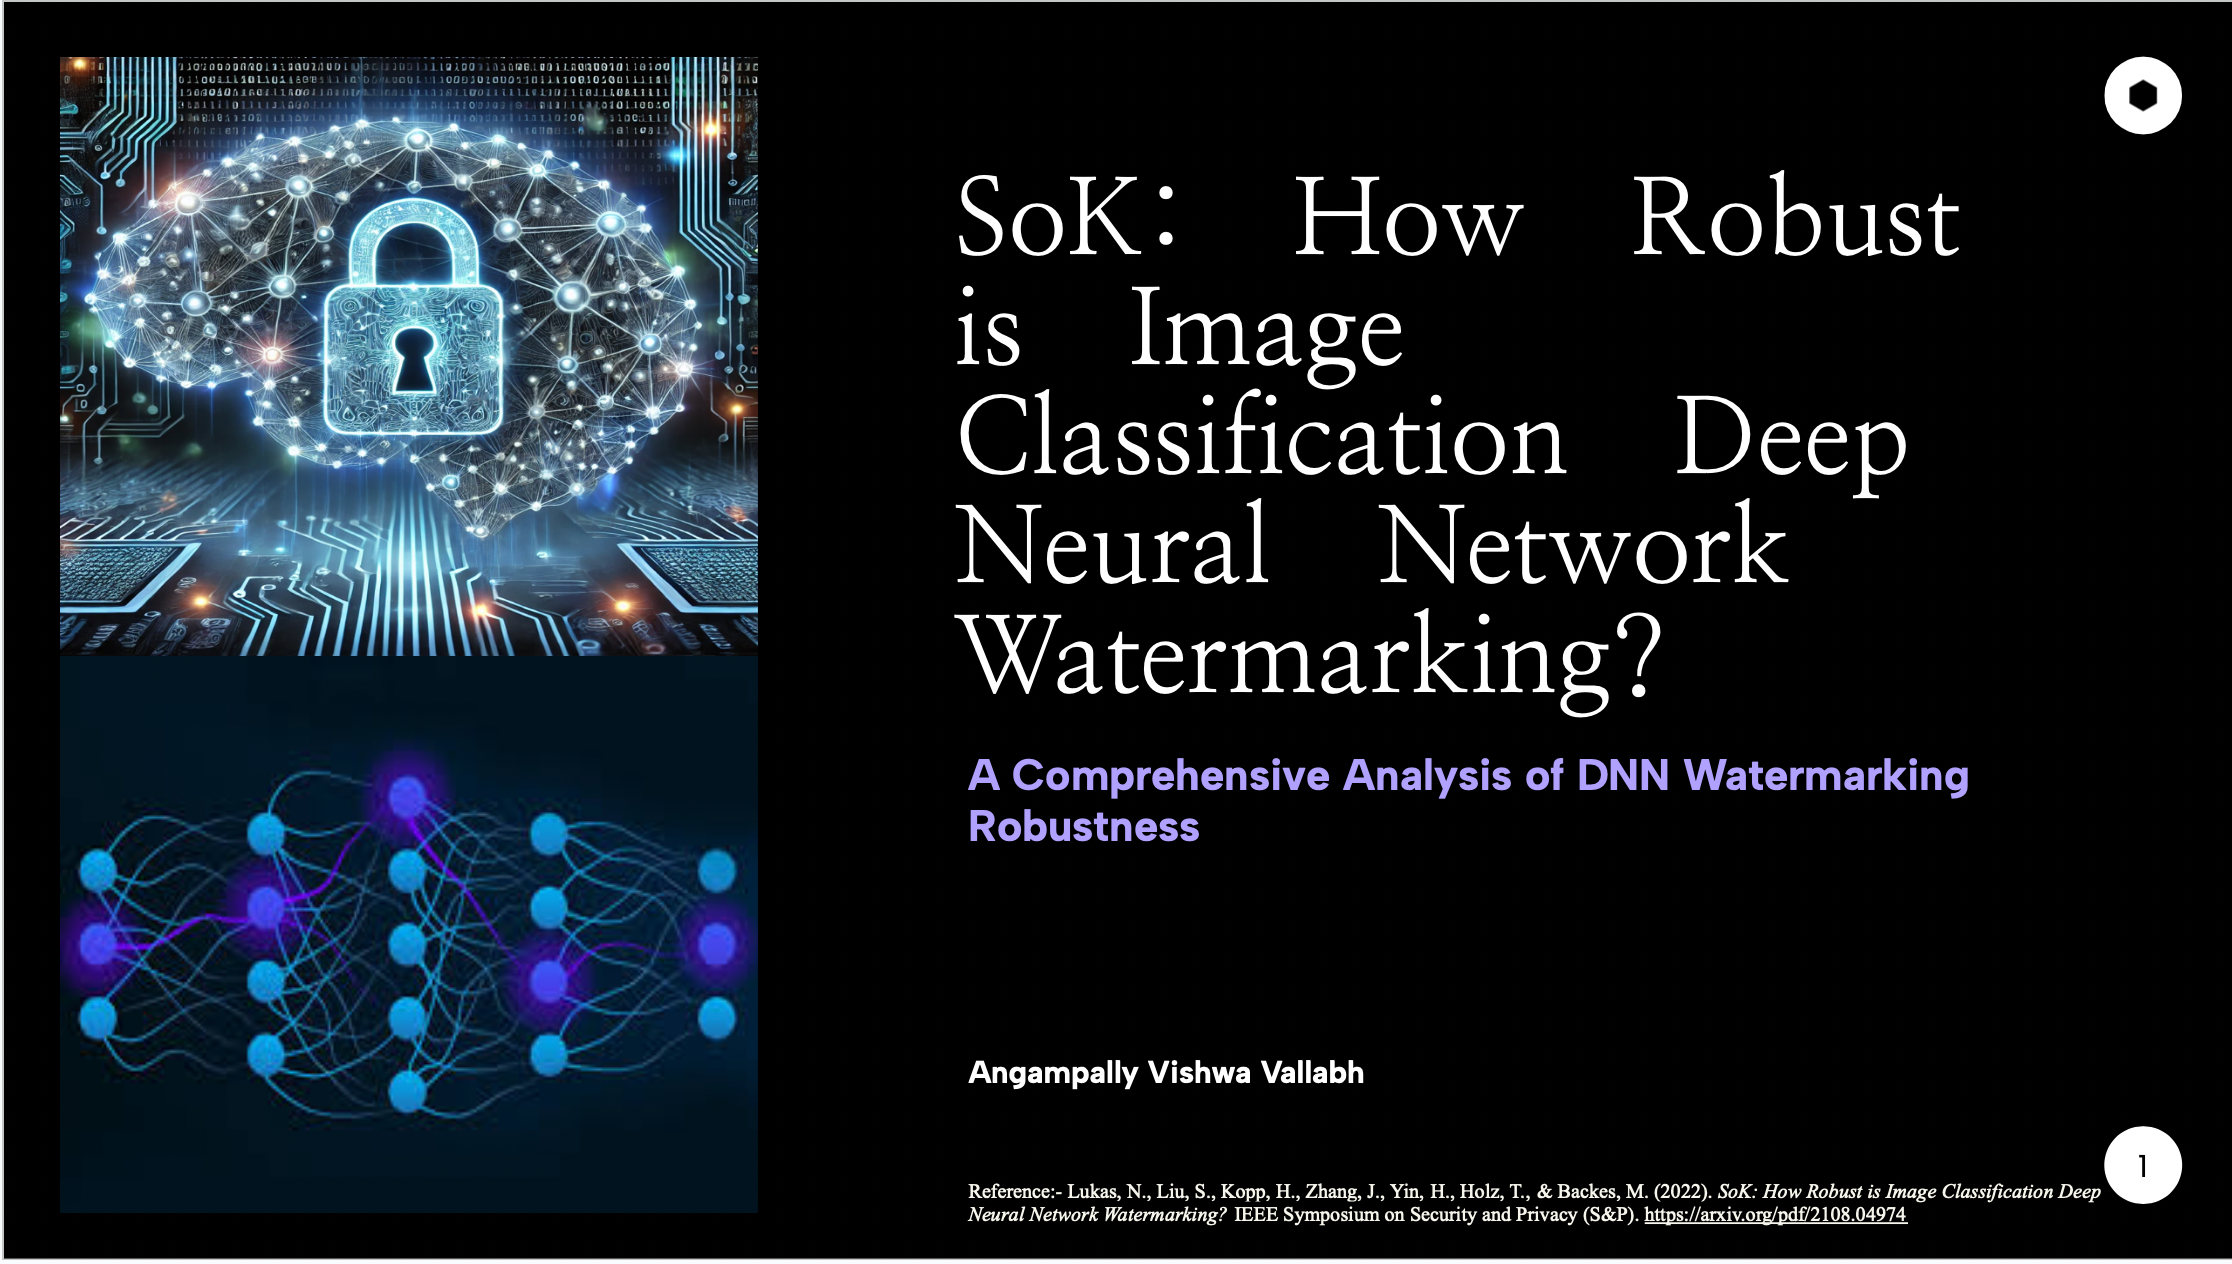 SoK: How Robust
is Image
Classification Deep
Neural Network
Watermarking?
A Comprehensive Analysis of DNN Watermarking
Robustness
Angampally Vishwa Vallabh
1
Reference:- Lukas, N., Liu, S., Kopp, H., Zhang, J., Yin, H., Holz, T., & Backes, M. (2022). SoK: How Robust is Image Classification Deep
Neural Network Watermarking? IEEE Symposium on Security and Privacy (S&P). https://arxiv.org/pdf/2108.04974